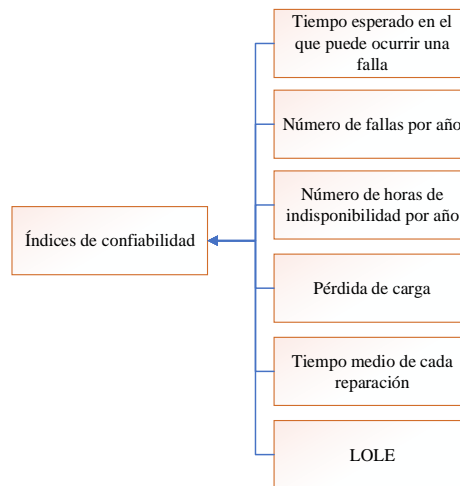 Tiempo esperado en el
que puede ocurrir una
falla
Número de fallas por año
Número de horas de
indisponibilidad por año
Índices de confiabilidad
Pérdida de carga
Tiempo medio de cada
reparación
LOLE